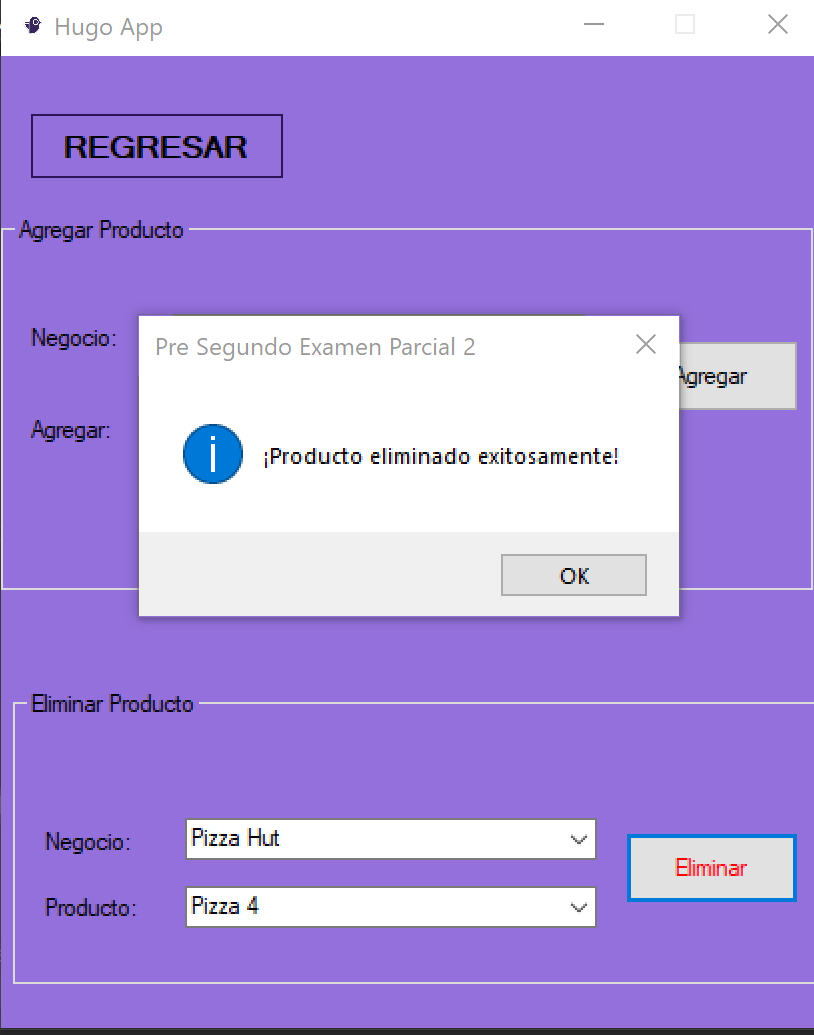 Hugo App
REGRESAR
Agregar Producto
Negocio:
Agregar
Agregar:
Pre Segundo Examen Parcial 2
¡Producto eliminado exitosamente!
OK
Eliminar Producto
Negocio:
Pizza Hut
Producto:
Pizza 4
Eliminar